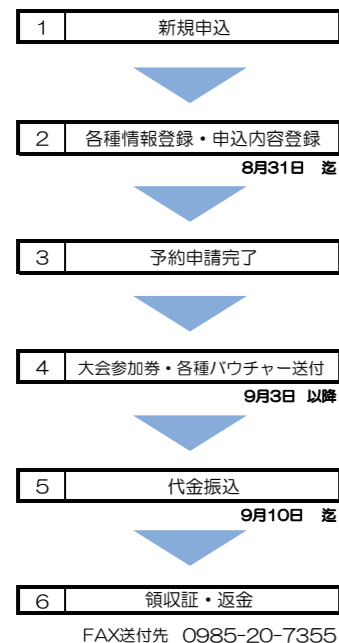 1 新規申込
2 各種情報登録・申込内容登録
8月31日 迄
3 予約申請完了
4 大会参加券・各種バウチャー送付
9月3日 以降
5 代金振込
9月10日 迄
6 領収証・返金
FAX送付先 0985-20-7355